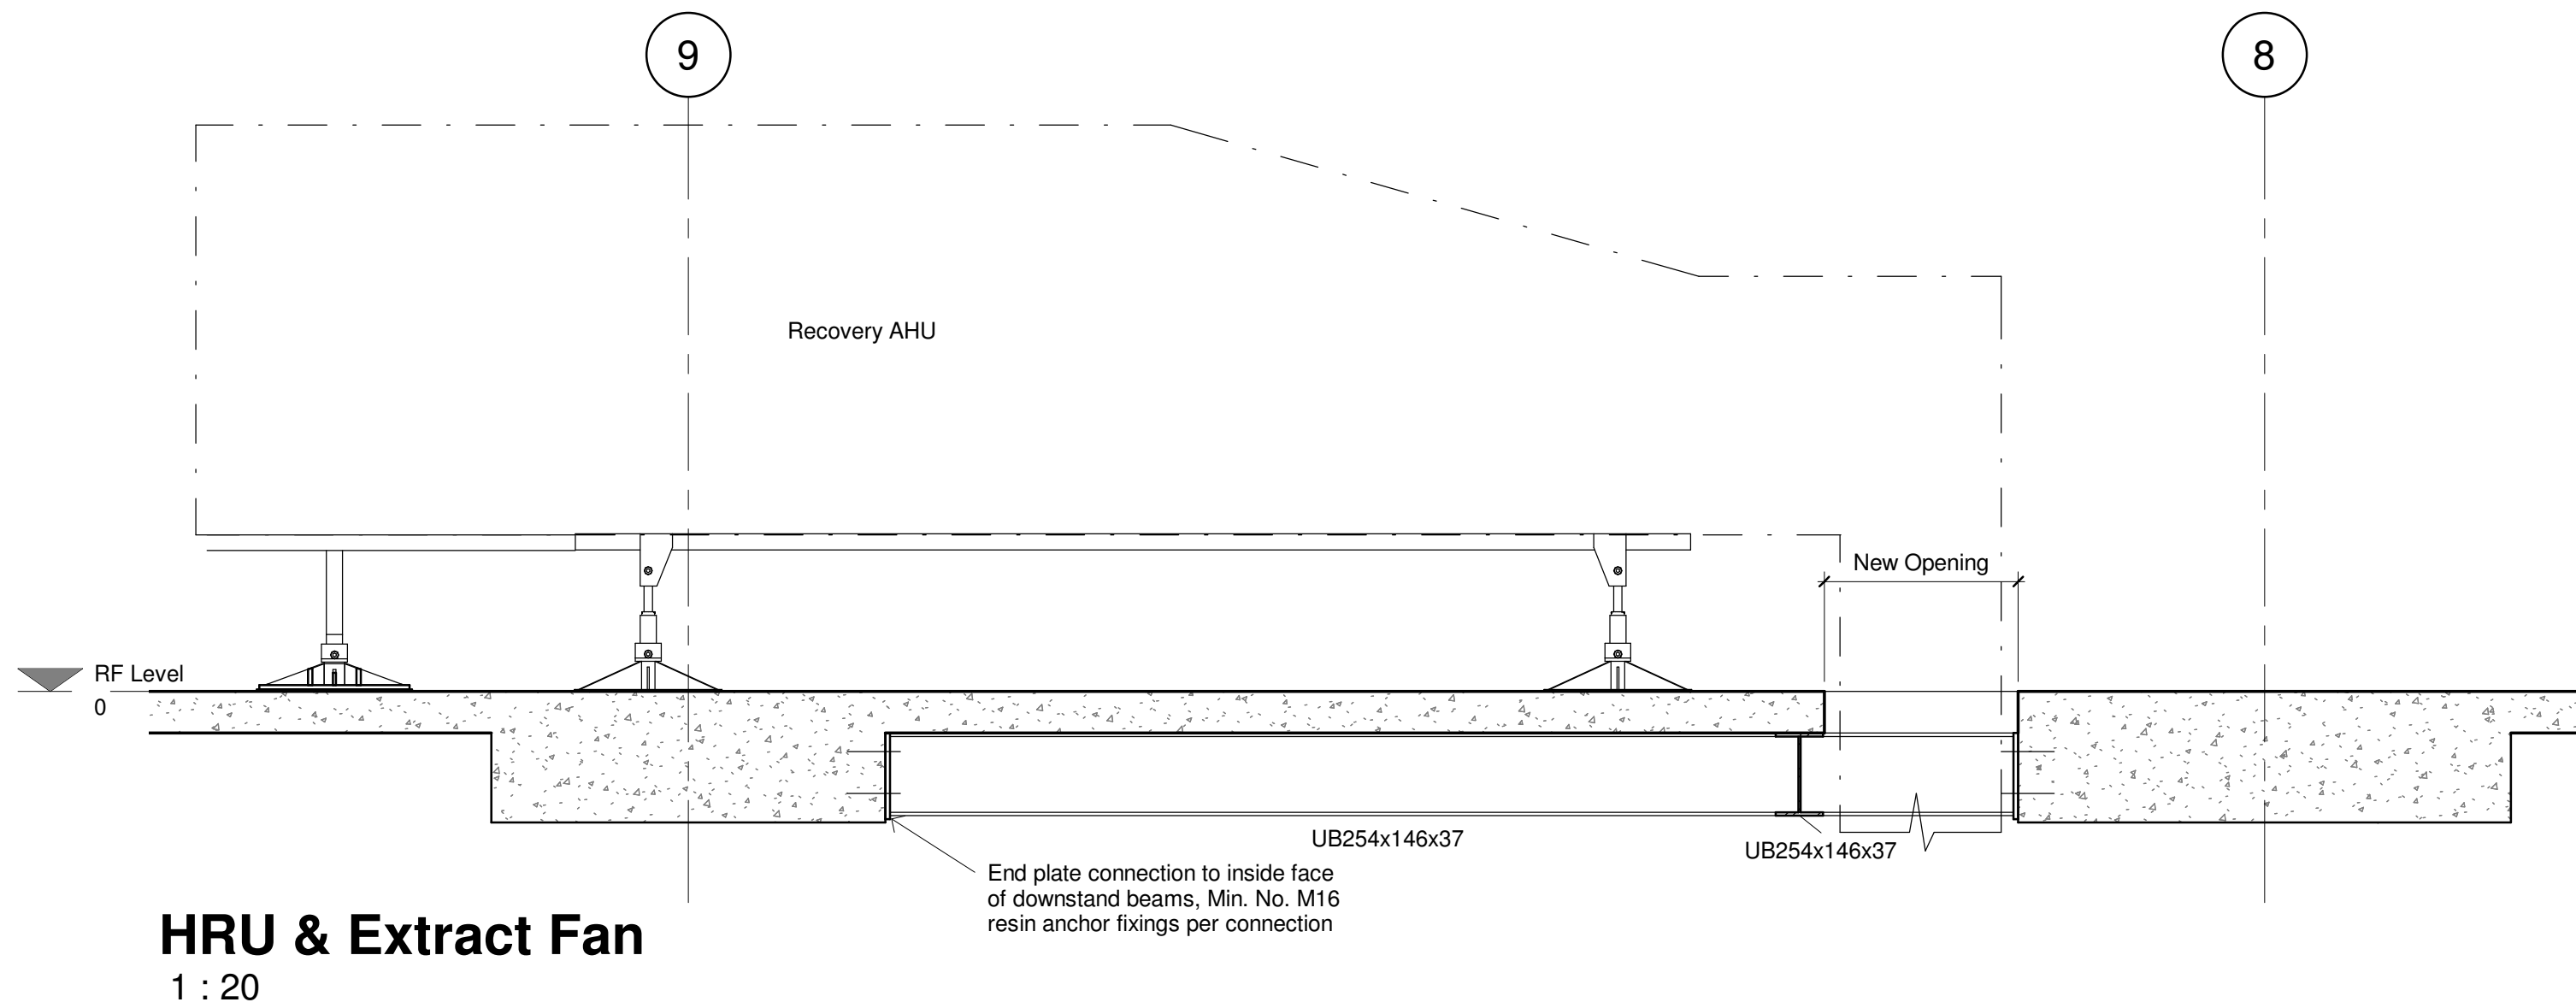 9
8
Recovery AHU
New Opening
RF Level
0
UB254x146x37
UB254x146x37
End plate connection to inside face
of downstand beams, Min. No. M16
resin anchor fixings per connection
HRU & Extract Fan
1 : 20